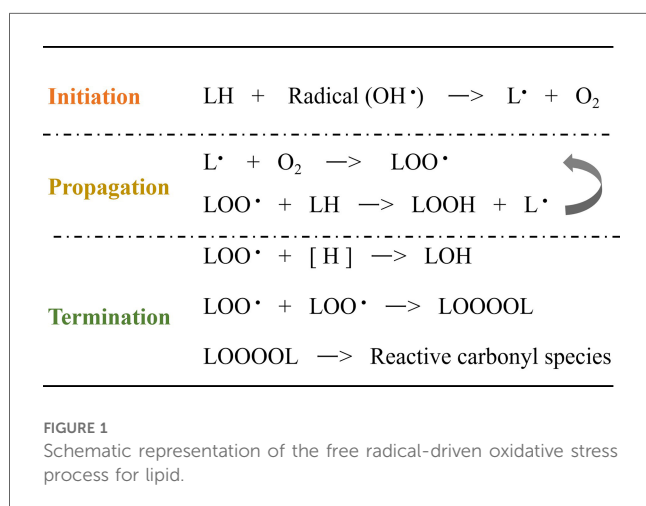 Initiation LH + Radical (OH•) —> L• + O₂
L• + O₂ —> LOO•
Propagation
LOO• + LH —> LOOH + L•
LOO• + [ H ] —> LOH
LOO• + LOO• —> LOOOOL
Termination
LOOOOL —> Reactive carbonyl species
FIGURE 1
Schematic representation of the free radical-driven oxidative stress
process for lipid.